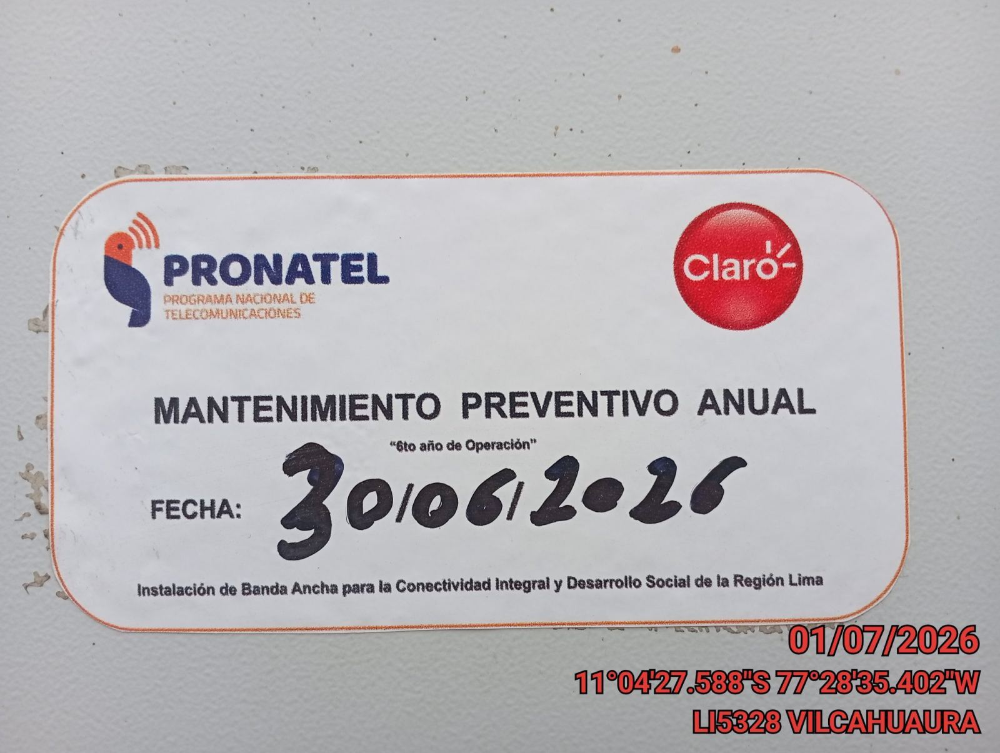 PRONATEL
PROGRAMA NACIONAL DE
TELECOMUNICACIONES
Claro
MANTENIMIENTO PREVENTIVO ANUAL
"6to año de Operación"
FECHA: 30/06/2026
Instalación de Banda Ancha para la Conectividad Integral y Desarrollo Social de la Región Lima
01/07/2026
11°04'27.588"S 77°28'35.402"W
LI5328 VILCAHUAURA